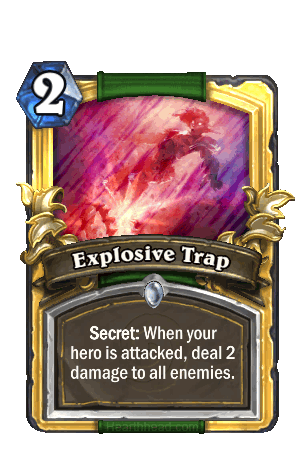 2
Explosive Trap
Secret: When your
hero is attacked, deal 2
damage to all enemies.
Hearthhead.com